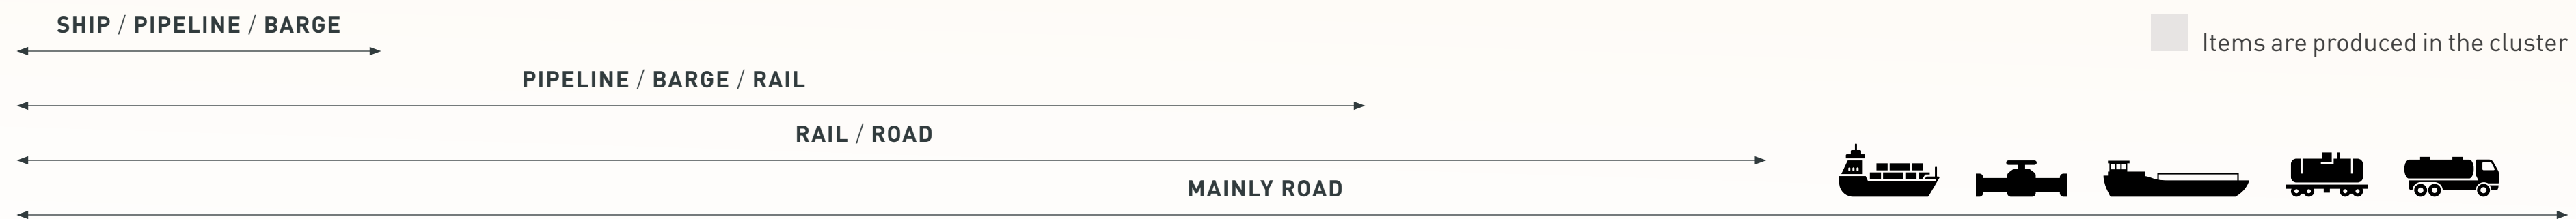 SHIP / PIPELINE / BARGE
Items are produced in the cluster
PIPELINE / BARGE / RAIL
RAIL / ROAD
MAINLY ROAD